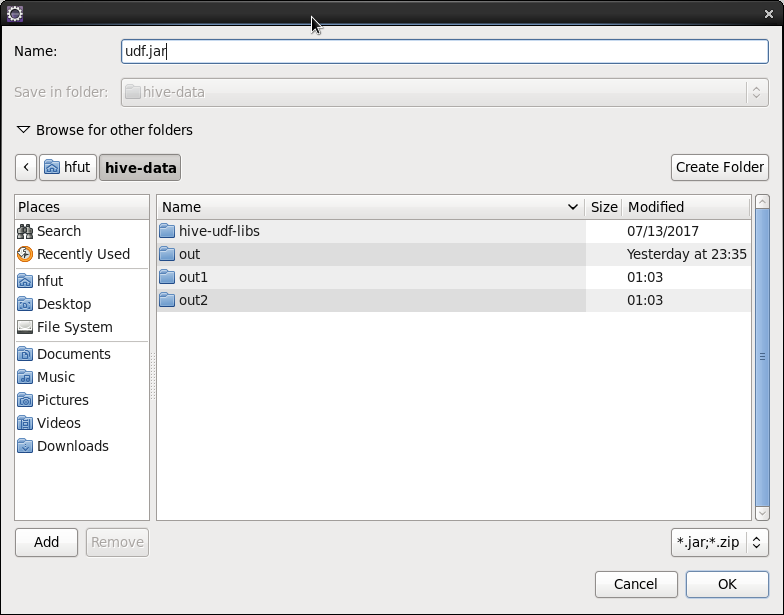 Name: udf.jar
Save in folder: hive-data
Browse for other folders
hfut hive-data Create Folder
Places
Search
Recently Used
hfut
Desktop
File System
Documents
Music
Pictures
Videos
Downloads
Name Size Modified
hive-udf-libs 07/13/2017
out Yesterday at 23:35
out1 01:03
out2 01:03
Add Remove *.jar;*.zip
Cancel OK